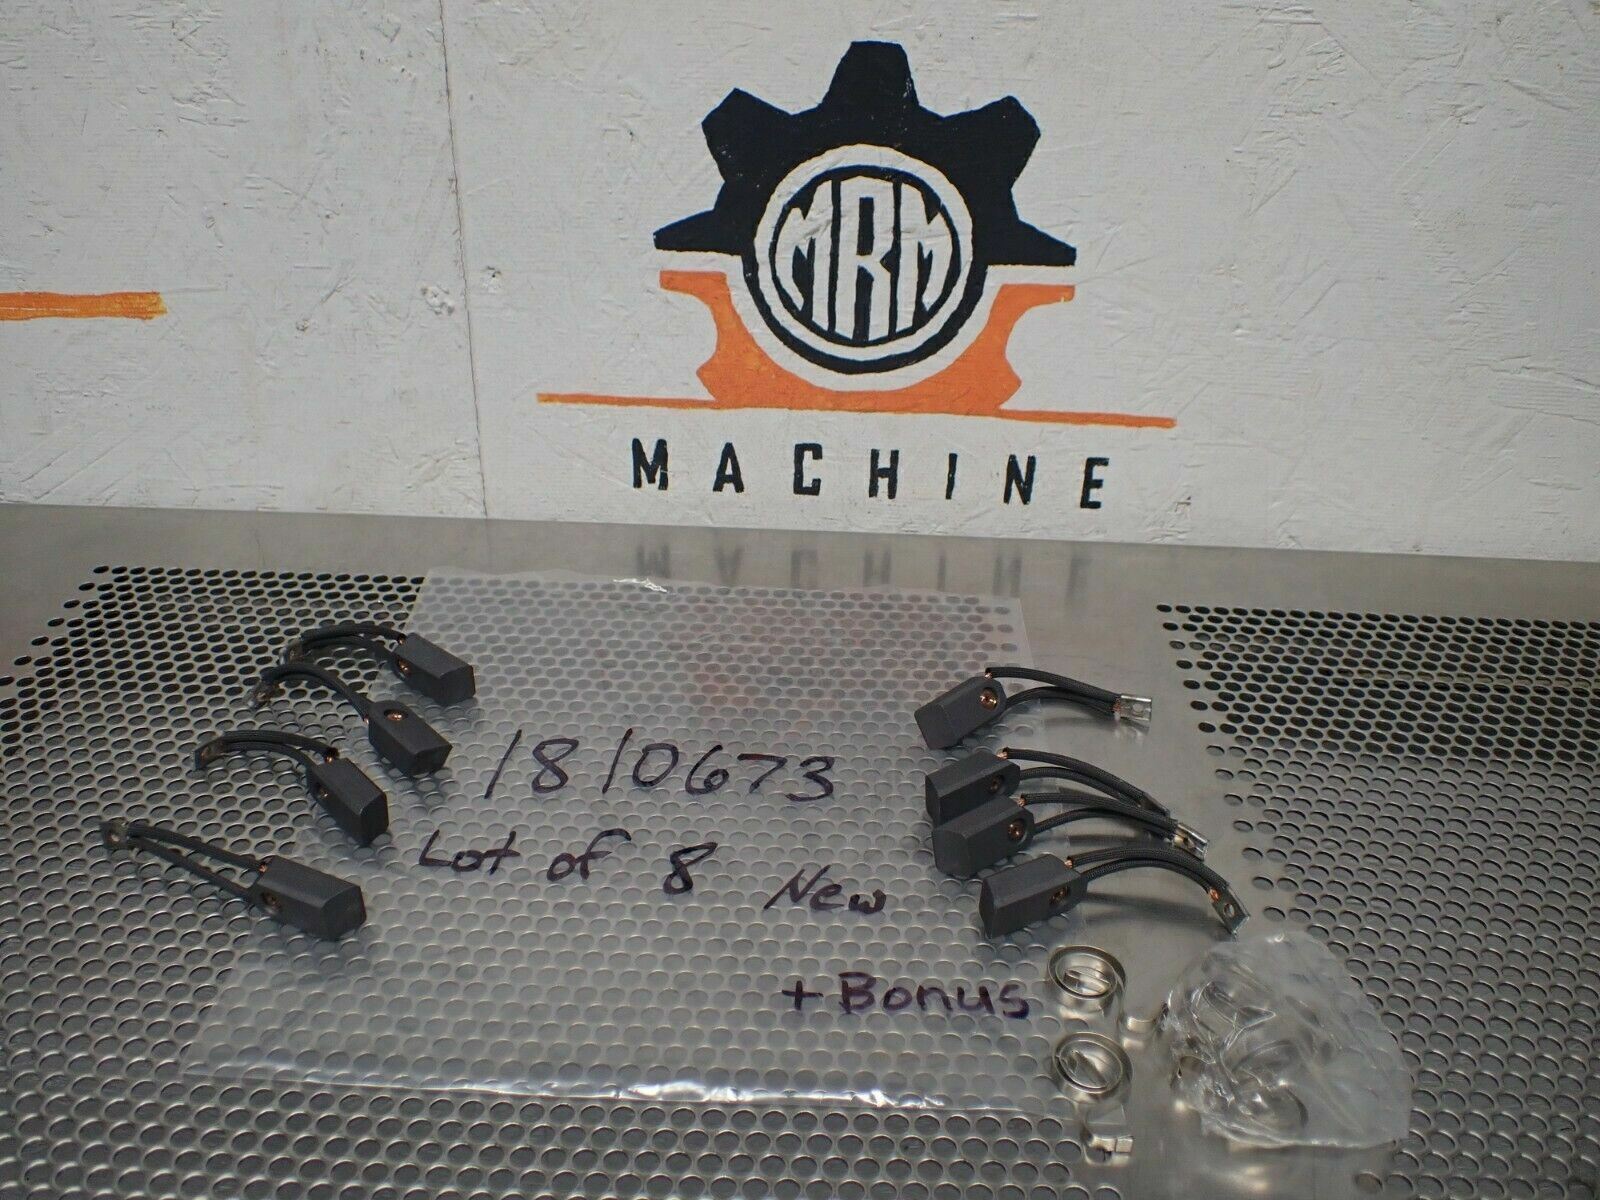 MRM
MACHINE
1810673
Lot of 8 New
+ Bonus